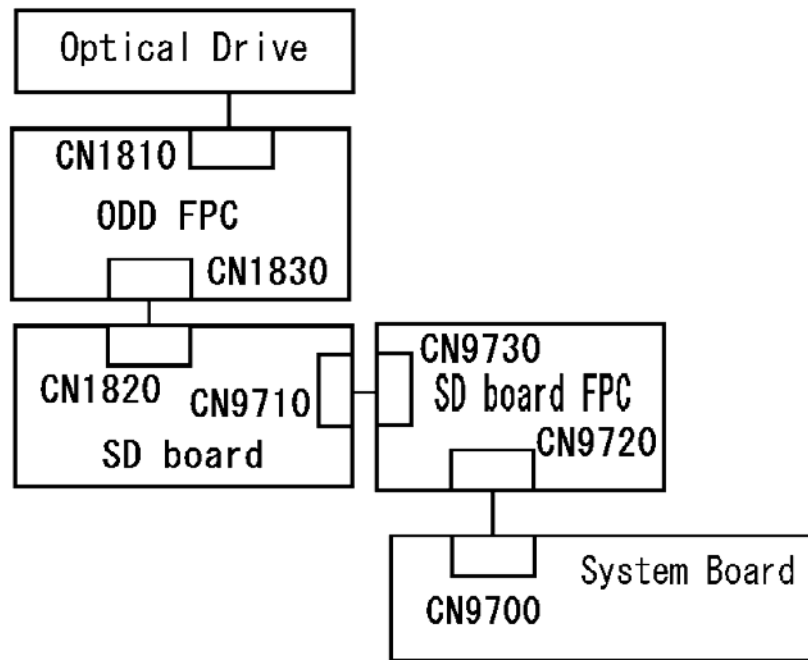 Optical Drive
CN1810
ODD FPC
CN1830
CN1820
CN9710
SD board
CN9730
SD board FPC
CN9720
System Board
CN9700